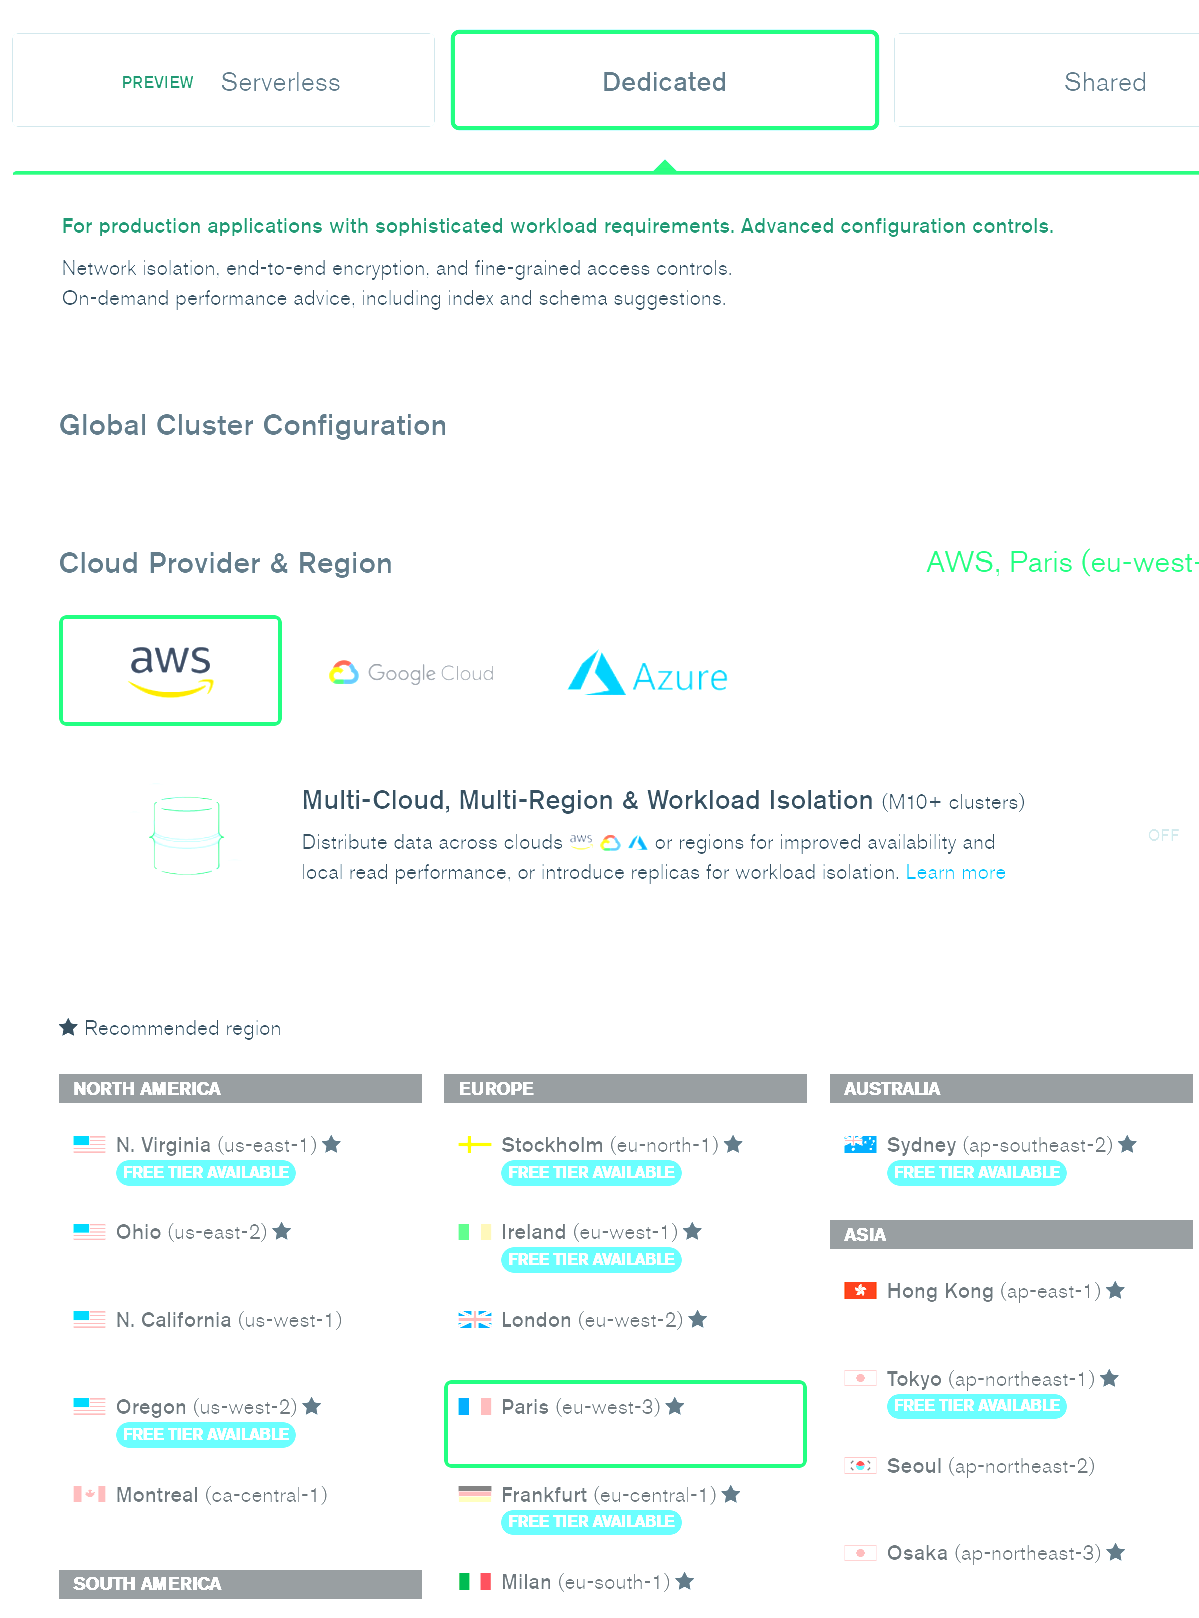 PREVIEW Serverless
Dedicated
Shared
For production applications with sophisticated workload requirements. Advanced configuration controls.
Network isolation, end-to-end encryption, and fine-grained access controls.
On-demand performance advice, including index and schema suggestions.
Global Cluster Configuration
Cloud Provider & Region
AWS, Paris (eu-west-
aws
Google Cloud
Azure
Multi-Cloud, Multi-Region & Workload Isolation (M10+ clusters)
Distribute data across clouds aws or regions for improved availability and
local read performance, or introduce replicas for workload isolation. Learn more
OFF
★ Recommended region
NORTH AMERICA
N. Virginia (us-east-1) ★
FREE TIER AVAILABLE
Ohio (us-east-2) ★
N. California (us-west-1)
Oregon (us-west-2) ★
FREE TIER AVAILABLE
Montreal (ca-central-1)
SOUTH AMERICA
EUROPE
Stockholm (eu-north-1) ★
FREE TIER AVAILABLE
Ireland (eu-west-1) ★
FREE TIER AVAILABLE
London (eu-west-2) ★
Paris (eu-west-3) ★
Frankfurt (eu-central-1) ★
FREE TIER AVAILABLE
Milan (eu-south-1) ★
AUSTRALIA
Sydney (ap-southeast-2) ★
FREE TIER AVAILABLE
ASIA
Hong Kong (ap-east-1) ★
Tokyo (ap-northeast-1) ★
FREE TIER AVAILABLE
Seoul (ap-northeast-2)
Osaka (ap-northeast-3) ★